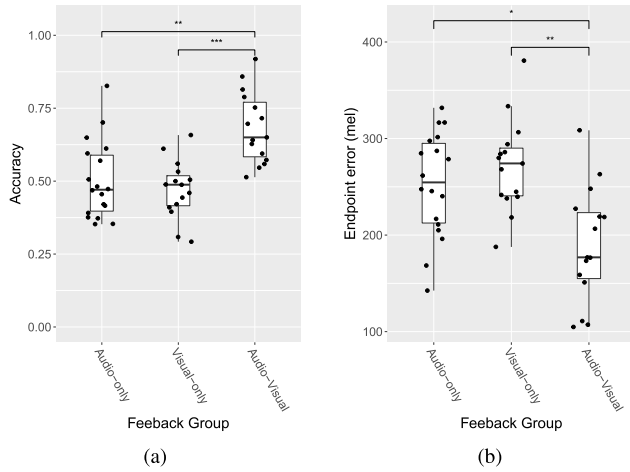 **
***
1.00
0.75
0.50
0.25
0.00
Accuracy
Audio−only
Visual−only
Audio−Visual
Feeback Group
(a)
*
**
400
300
200
100
Endpoint error (mel)
Audio−only
Visual−only
Audio−Visual
Feeback Group
(b)